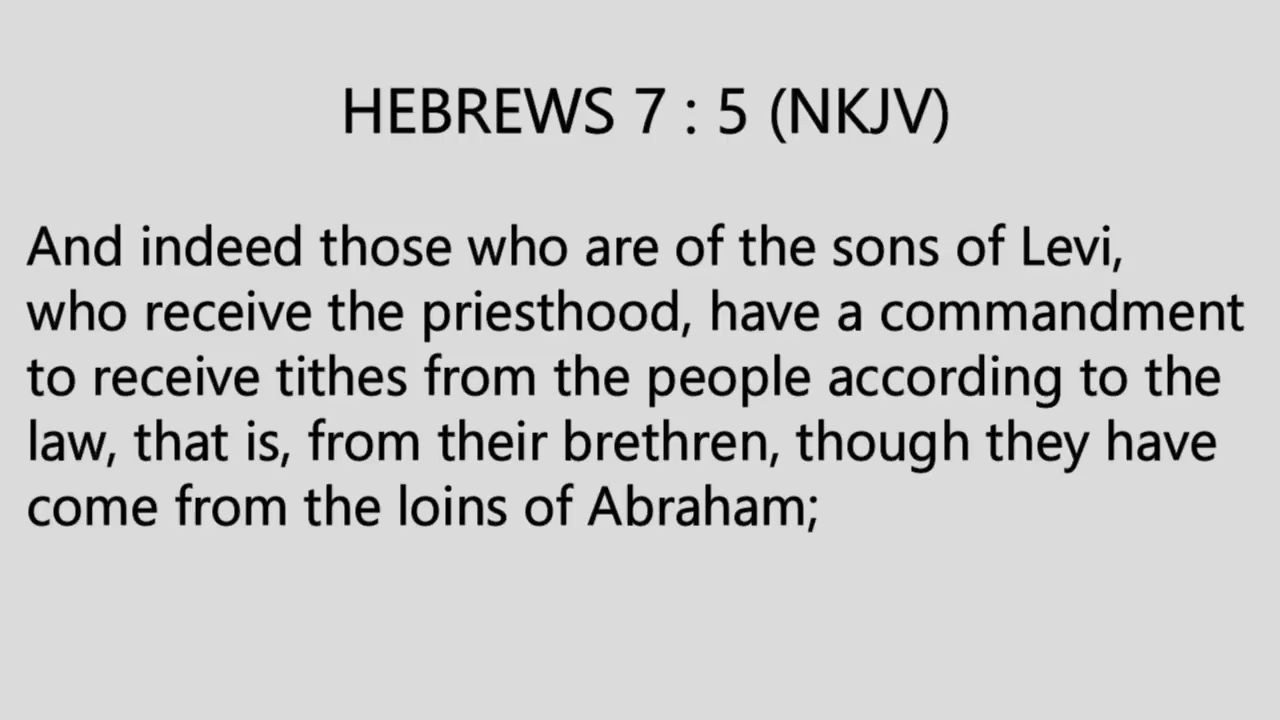 HEBREWS 7 : 5 (NKJV)
And indeed those who are of the sons of Levi,
who receive the priesthood, have a commandment
to receive tithes from the people according to the
law, that is, from their brethren, though they have
come from the loins of Abraham;